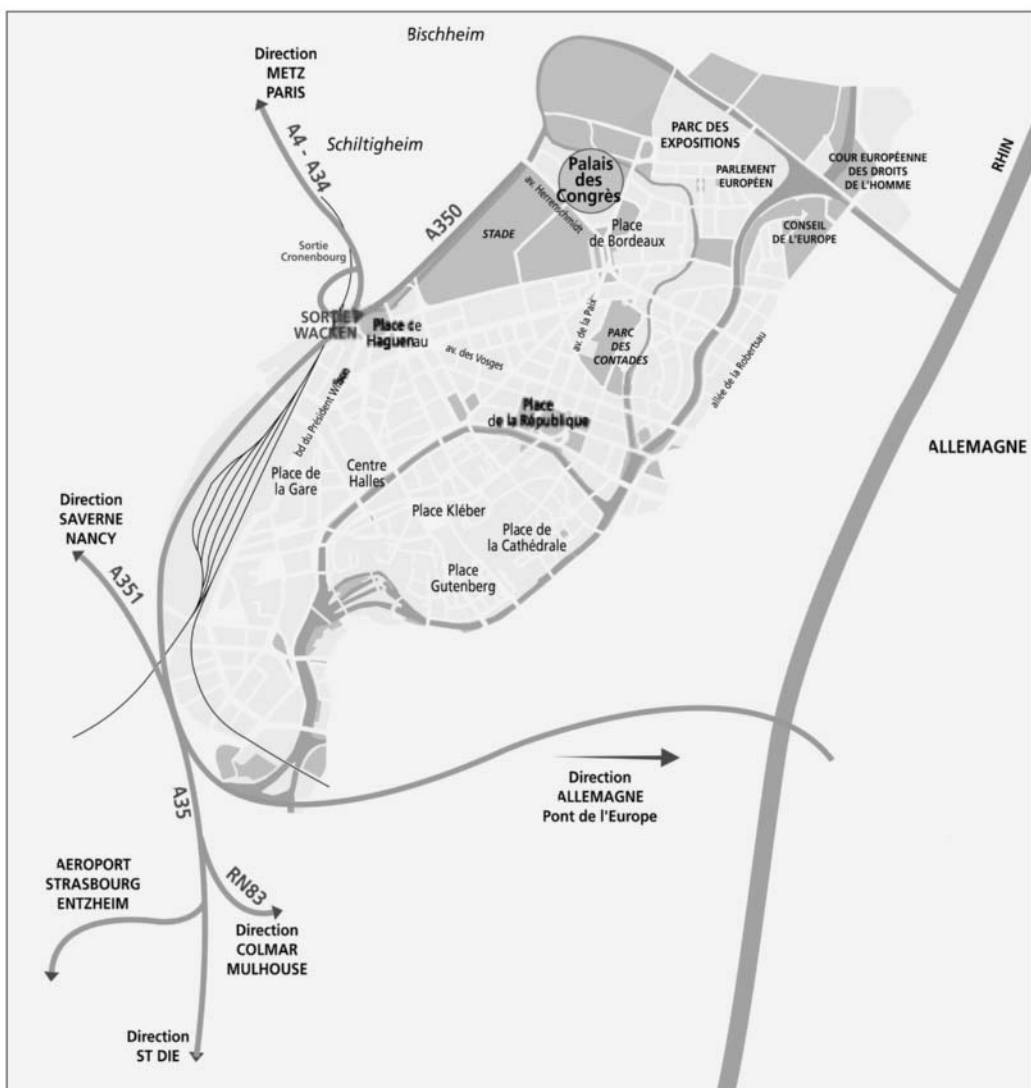 Bischheim
Direction
METZ
PARIS
A4 - A34
Schiltigheim
A350
PARC DES
EXPOSITIONS
Palais
des
Congrès
PARLEMENT
EUROPÉEN
COUR EUROPÉENNE
DES DROITS
DE L'HOMME
RHIN
av. Herrenschmidt
STADE
Place
de Bordeaux
CONSEIL
DE L'EUROPE
Sortie
Cronenbourg
SORTIE
WACKEN
Place de
Haguenau
av. des Vosges
av. de la Paix
PARC
DES
CONTADES
allée de la Robertsau
bd du Président Wilson
Place
de la République
ALLEMAGNE
Place de
la Gare
Centre
Halles
Place Kléber
Place de
la Cathédrale
Place
Gutenberg
Direction
SAVERNE
NANCY
A351
A35
Direction
ALLEMAGNE
Pont de l'Europe
AEROPORT
STRASBOURG
ENTZHEIM
RN83
Direction
COLMAR
MULHOUSE
Direction
ST DIE